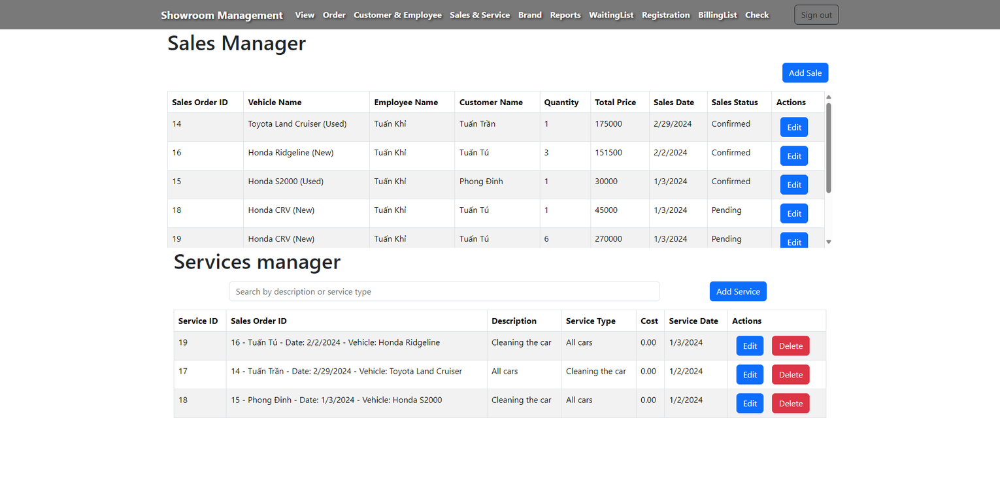 Showroom Management View Order Customer & Employee Sales & Service Brand Reports WaitingList Registration BillingList Check Sign out
Sales Manager
Add Sale
Sales Order ID Vehicle Name Employee Name Customer Name Quantity Total Price Sales Date Sales Status Actions
14 Toyota Land Cruiser (Used) Tuấn Khỉ Tuấn Trần 1 175000 2/29/2024 Confirmed Edit
16 Honda Ridgeline (New) Tuấn Khỉ Tuấn Tú 3 151500 2/2/2024 Confirmed Edit
15 Honda S2000 (Used) Tuấn Khỉ Phong Đinh 1 30000 1/3/2024 Confirmed Edit
18 Honda CRV (New) Tuấn Khỉ Tuấn Tú 1 45000 1/3/2024 Pending Edit
19 Honda CRV (New) Tuấn Khỉ Tuấn Tú 6 270000 1/3/2024 Pending Edit
Services manager
Search by description or service type Add Service
Service ID Sales Order ID Description Service Type Cost Service Date Actions
19 16 - Tuấn Tú - Date: 2/2/2024 - Vehicle: Honda Ridgeline Cleaning the car All cars 0.00 1/3/2024 Edit Delete
17 14 - Tuấn Trần - Date: 2/29/2024 - Vehicle: Toyota Land Cruiser All cars Cleaning the car 0.00 1/2/2024 Edit Delete
18 15 - Phong Đinh - Date: 1/3/2024 - Vehicle: Honda S2000 Cleaning the car All cars 0.00 1/2/2024 Edit Delete